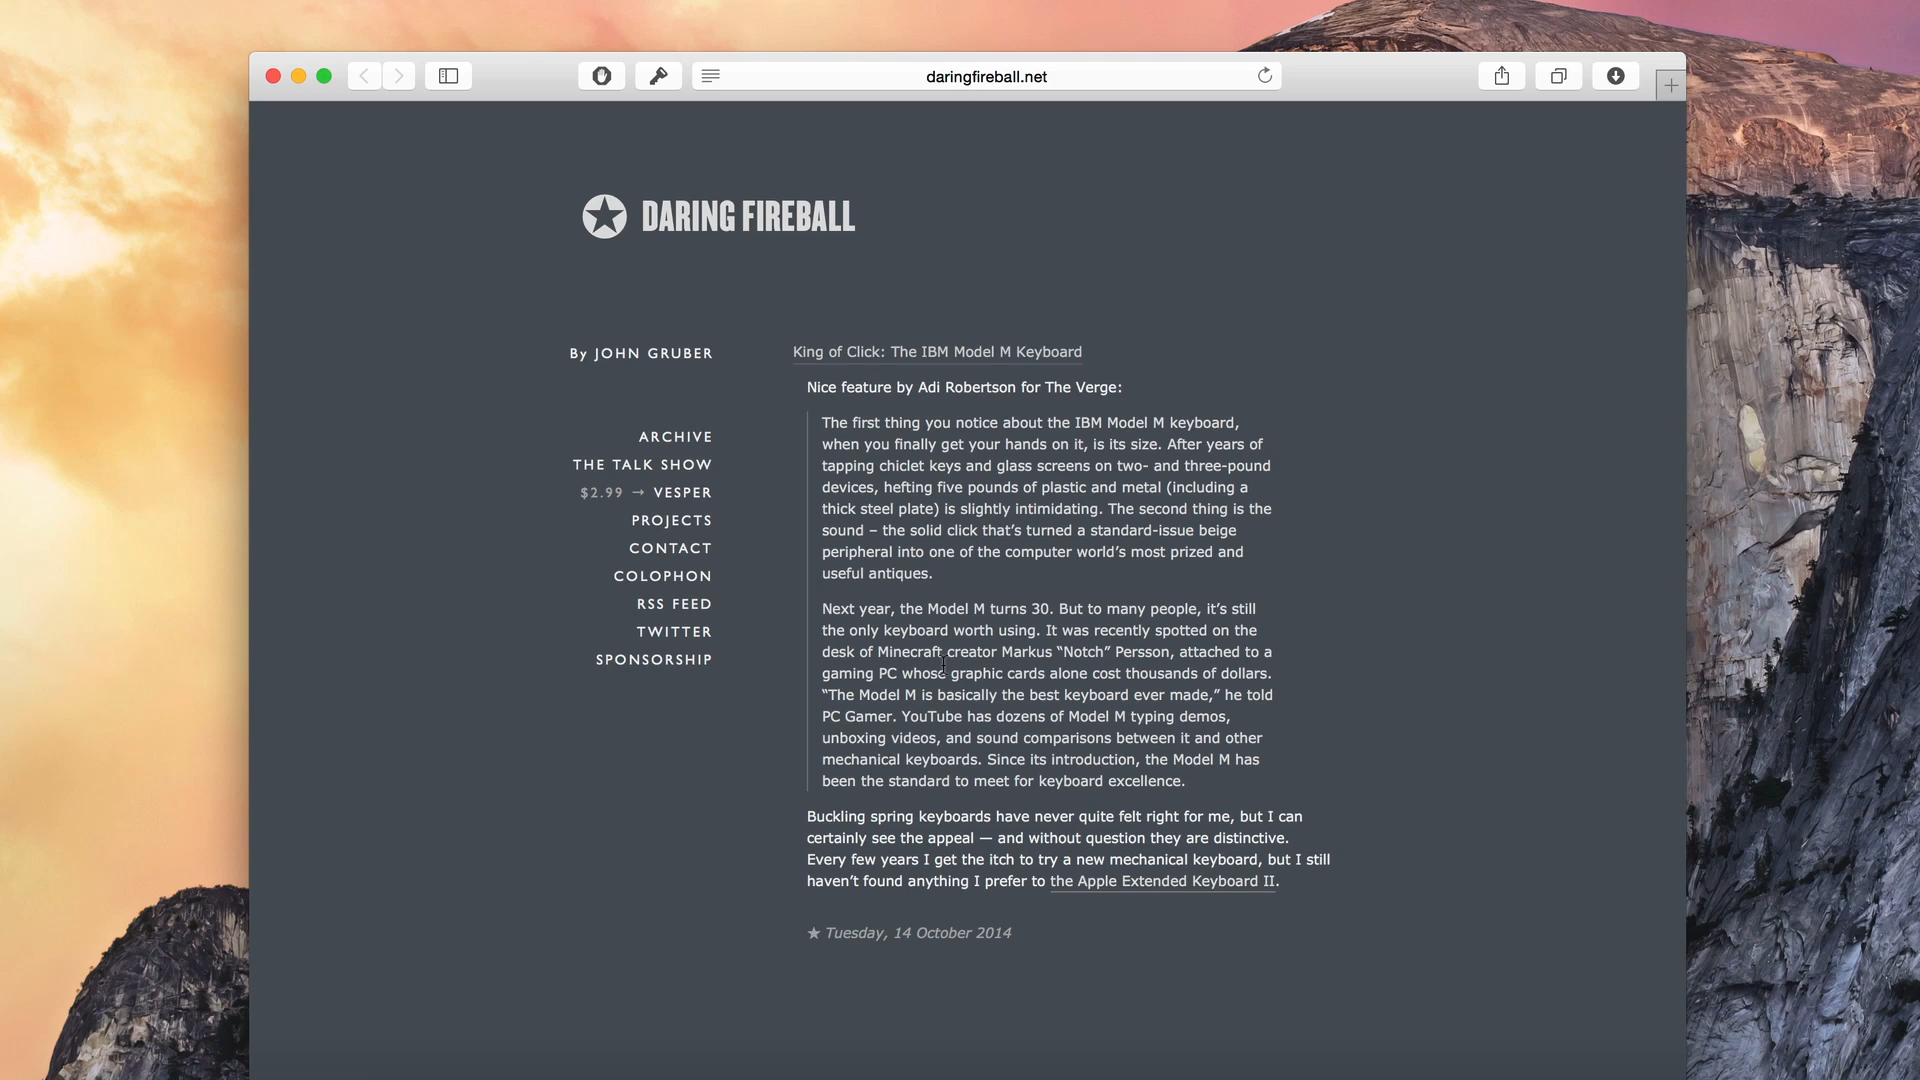 daringfireball.net
DARING FIREBALL
By JOHN GRUBER
ARCHIVE
THE TALK SHOW
$2.99 → VESPER
PROJECTS
CONTACT
COLOPHON
RSS FEED
TWITTER
SPONSORSHIP
King of Click: The IBM Model M Keyboard
Nice feature by Adi Robertson for The Verge:
The first thing you notice about the IBM Model M keyboard,
when you finally get your hands on it, is its size. After years of
tapping chiclet keys and glass screens on two- and three-pound
devices, hefting five pounds of plastic and metal (including a
thick steel plate) is slightly intimidating. The second thing is the
sound – the solid click that’s turned a standard-issue beige
peripheral into one of the computer world’s most prized and
useful antiques.
Next year, the Model M turns 30. But to many people, it’s still
the only keyboard worth using. It was recently spotted on the
desk of Minecraft creator Markus “Notch” Persson, attached to a
gaming PC whose graphic cards alone cost thousands of dollars.
“The Model M is basically the best keyboard ever made,” he told
PC Gamer. YouTube has dozens of Model M typing demos,
unboxing videos, and sound comparisons between it and other
mechanical keyboards. Since its introduction, the Model M has
been the standard to meet for keyboard excellence.
Buckling spring keyboards have never quite felt right for me, but I can
certainly see the appeal — and without question they are distinctive.
Every few years I get the itch to try a new mechanical keyboard, but I still
haven’t found anything I prefer to the Apple Extended Keyboard II.
★ Tuesday, 14 October 2014